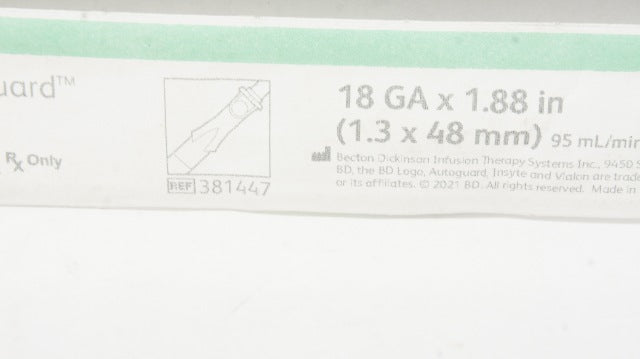 uard™
Rx Only
REF 381447
18 GA x 1.88 in
(1.3 x 48 mm) 95 mL/min
Becton Dickinson Infusion Therapy Systems Inc., 9450 S
BD, the BD Logo, Autoguard, Insyte and Vialon are trade
or its affiliates. © 2021 BD. All rights reserved. Made in